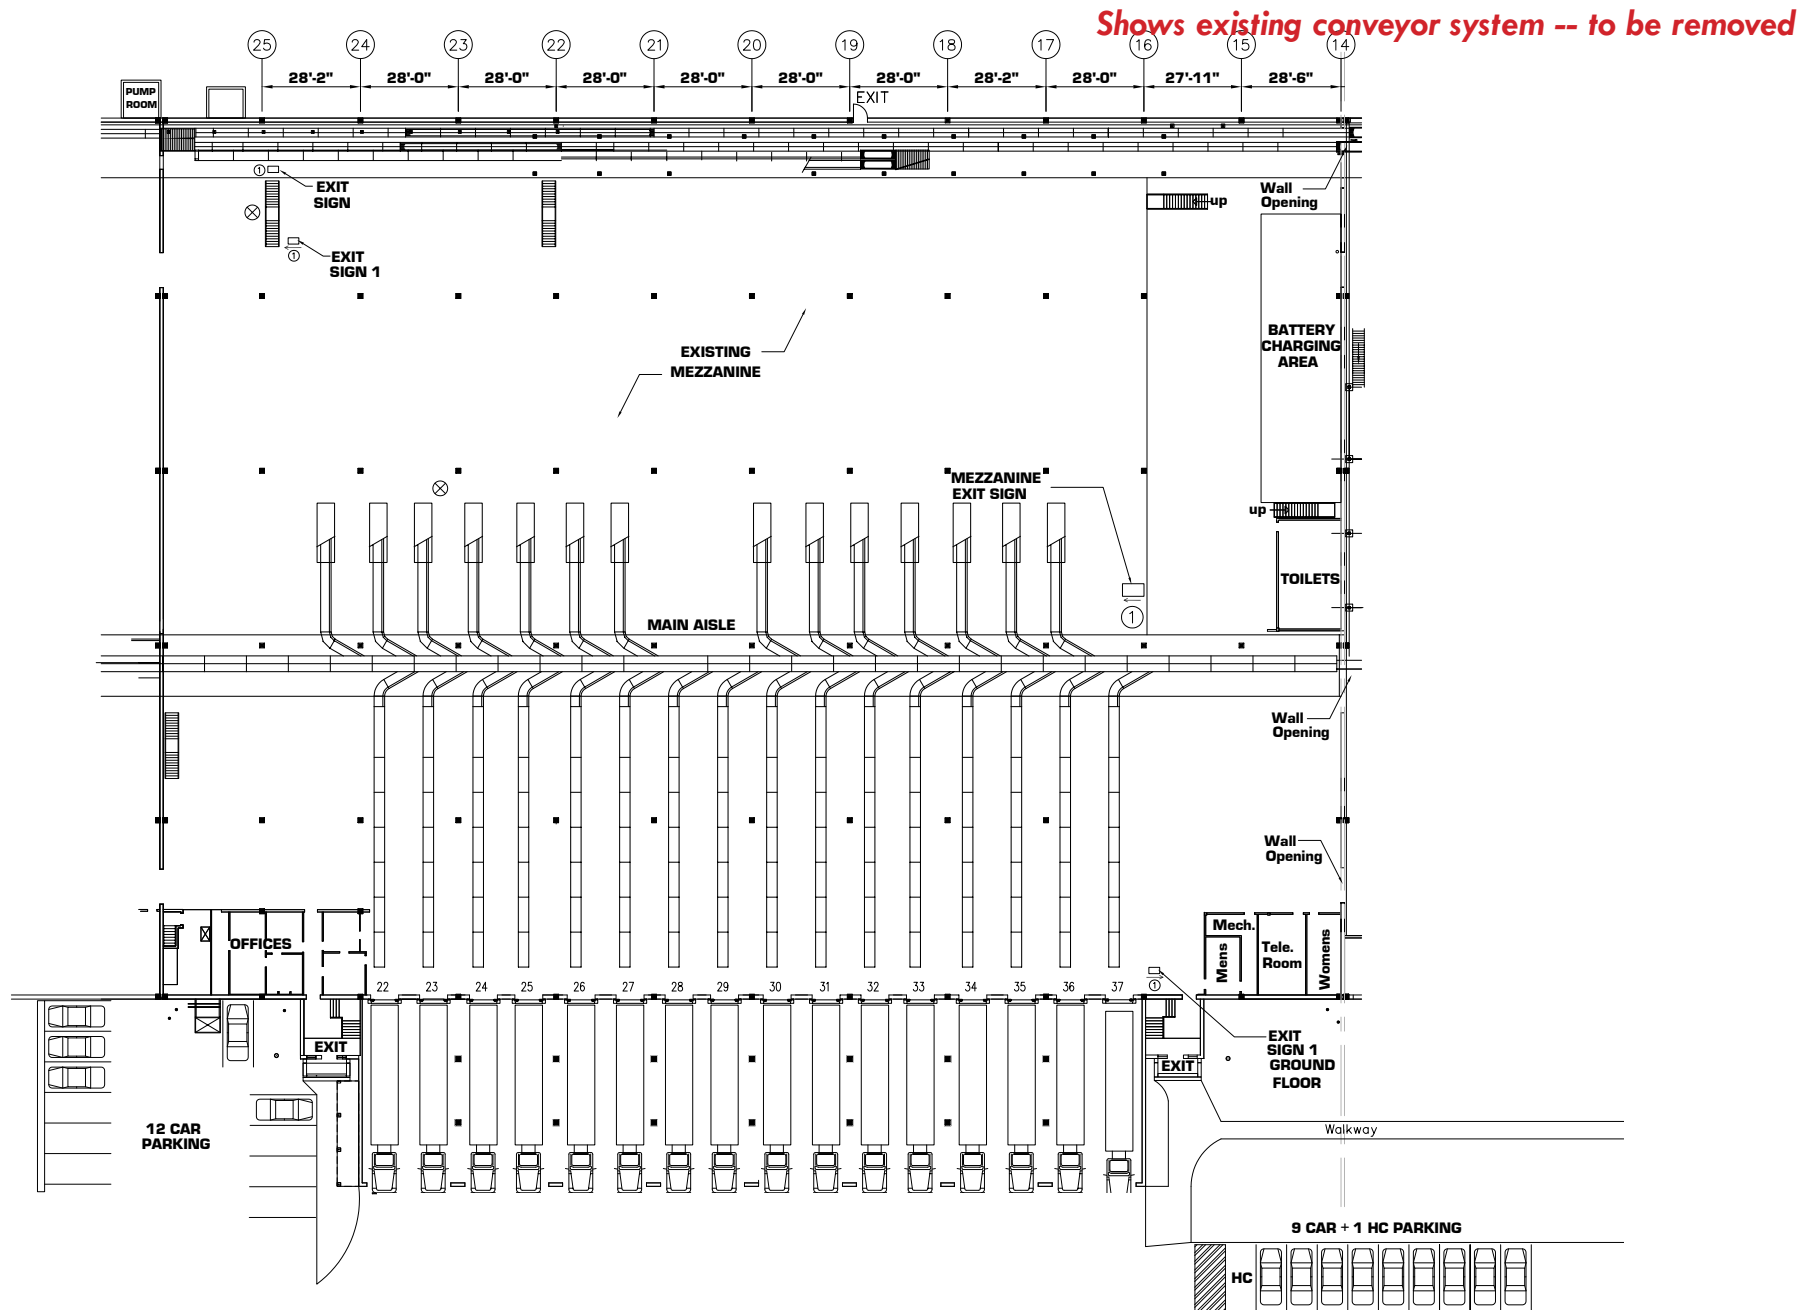 Shows existing conveyor system -- to be removed
25 24 23 22 21 20 19 18 17 16 15 14
28'-2" 28'-0" 28'-0" 28'-0" 28'-0" 28'-0" 28'-0" 28'-2" 28'-0" 27'-11" 28'-6"
PUMP
ROOM
EXIT
1
EXIT
SIGN
Wall
Opening
up
1
EXIT
SIGN 1
BATTERY
CHARGING
AREA
EXISTING
MEZZANINE
MEZZANINE
EXIT SIGN
up
TOILETS
1
MAIN AISLE
Wall
Opening
Wall
Opening
OFFICES
Mech.
Mens
Tele.
Room
Womens
22 23 24 25 26 27 28 29 30 31 32 33 34 35 36 37
1
EXIT
SIGN 1
GROUND
FLOOR
EXIT
EXIT
12 CAR
PARKING
Walkway
9 CAR + 1 HC PARKING
HC